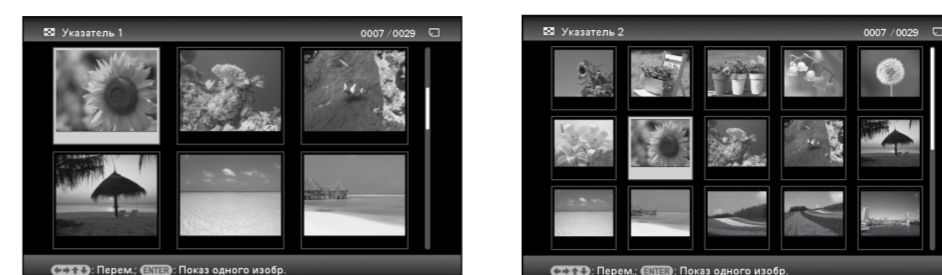 Указатель 1
0007 / 0029
: Перем.; ENTER: Показ одного изобр.
Указатель 2
0007 / 0029
: Перем.; ENTER: Показ одного изобр.